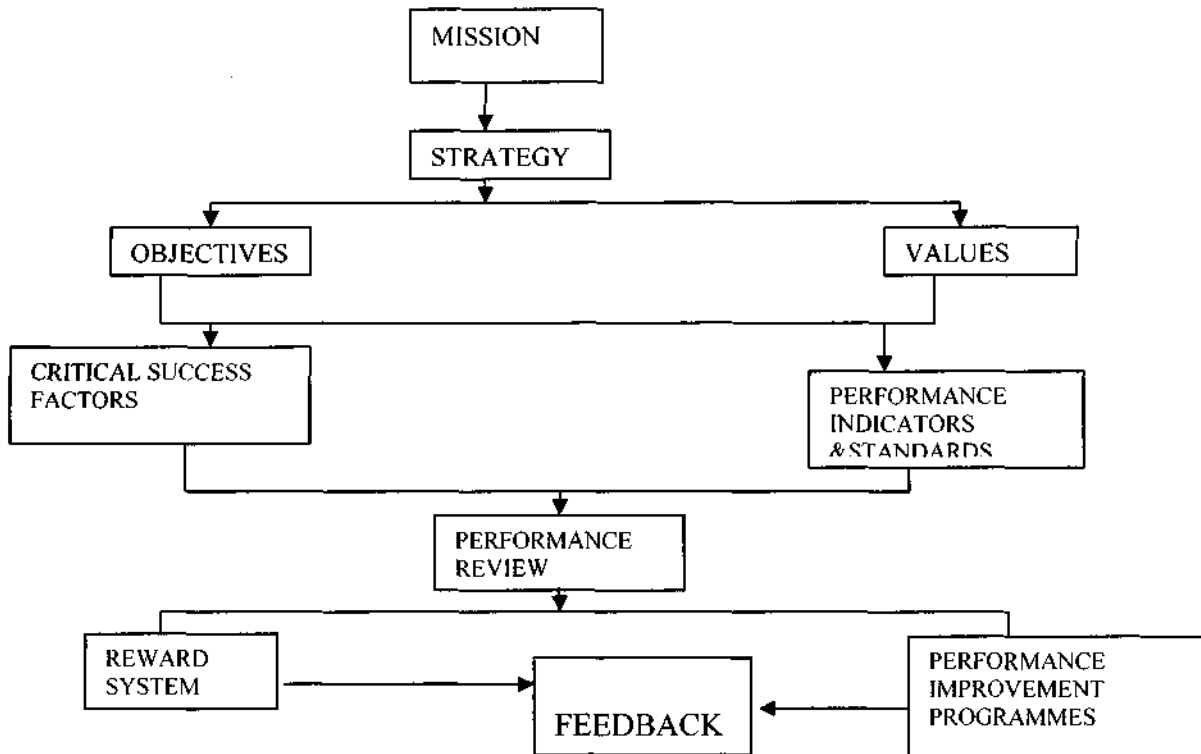 MISSION
STRATEGY
OBJECTIVES
VALUES
CRITICAL SUCCESS
FACTORS
PERFORMANCE
INDICATORS
&STANDARDS
PERFORMANCE
REVIEW
REWARD
SYSTEM
FEEDBACK
PERFORMANCE
IMPROVEMENT
PROGRAMMES